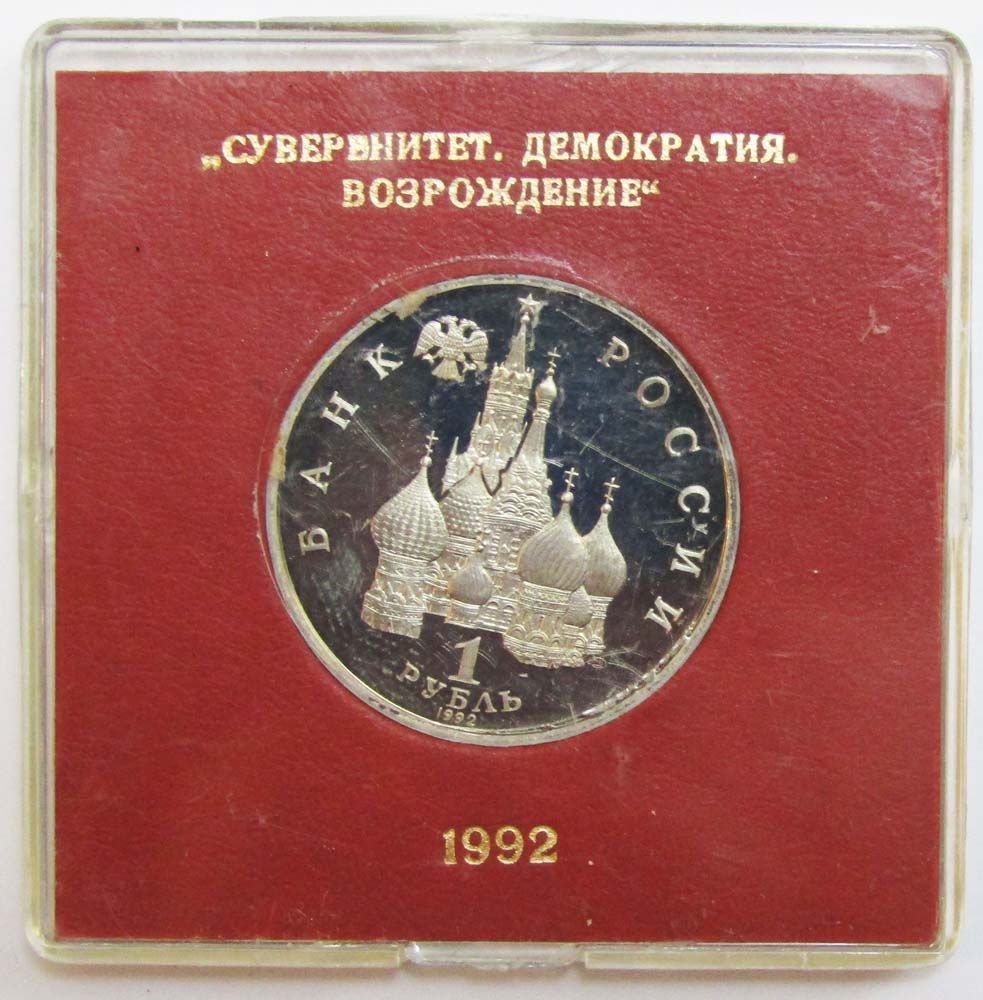 „СУВЕРЕНИТЕТ. ДЕМОКРАТИЯ.
ВОЗРОЖДЕНИЕ“
БАНК РОССИИ
1
РУБЛЬ
1992
1992